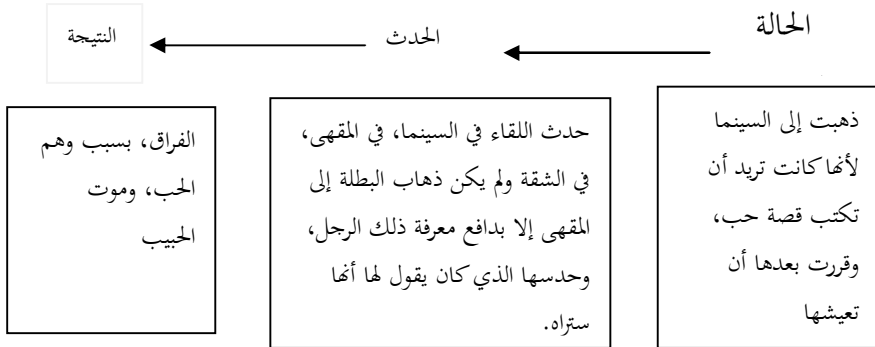 الحالة
الحدث
النتيجة
ذهبت إلى السينما
لأنها كانت تريد أن
تكتب قصة حب،
وقررت بعدها أن
تعيشها
حدث اللقاء في السينما، في المقهى،
في الشقة ولم يكن ذهاب البطلة إلى
المقهى إلا بدافع معرفة ذلك الرجل،
وحدسها الذي كان يقول لها أنها
ستراه.
الفراق، بسبب وهم
الحب، وموت
الحبيب